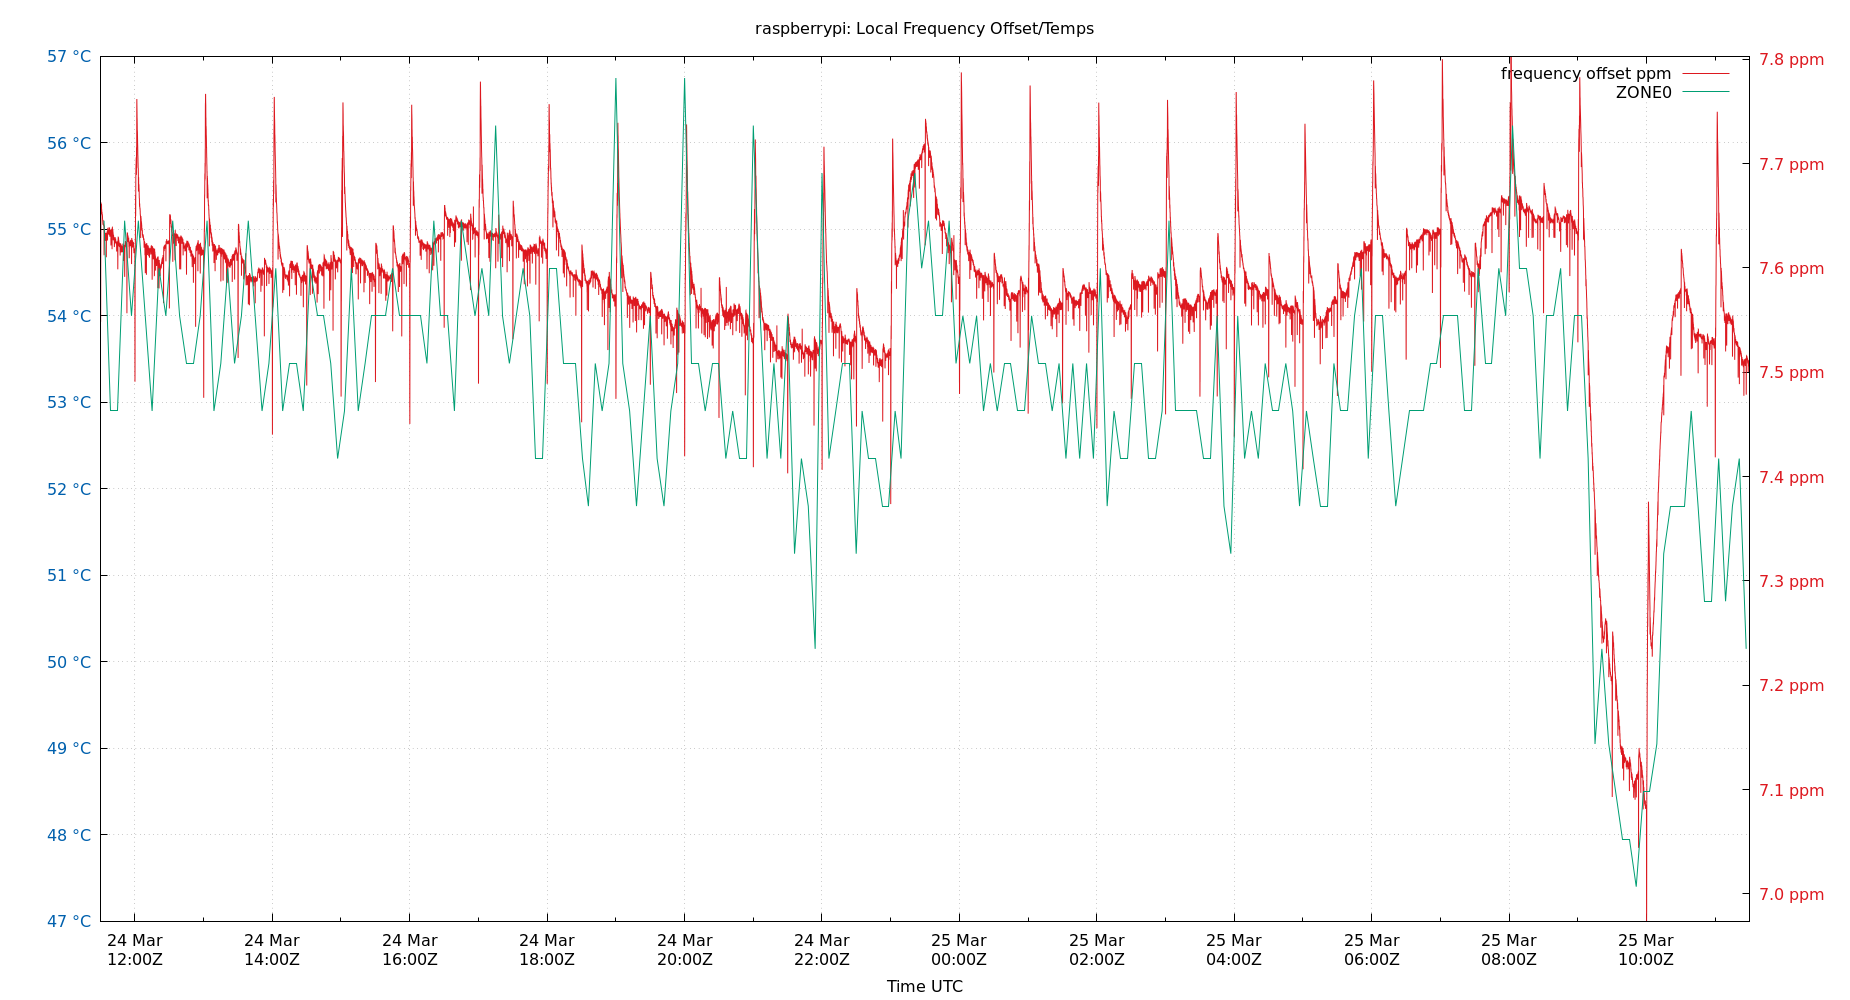 raspberrypi: Local Frequency Offset/Temps
57 °C
56 °C
55 °C
54 °C
53 °C
52 °C
51 °C
50 °C
49 °C
48 °C
47 °C
frequency offset ppm
ZONE0
7.8 ppm
7.7 ppm
7.6 ppm
7.5 ppm
7.4 ppm
7.3 ppm
7.2 ppm
7.1 ppm
7.0 ppm
24 Mar 24 Mar 24 Mar 24 Mar 24 Mar 24 Mar 25 Mar 25 Mar 25 Mar 25 Mar 25 Mar 25 Mar
12:00Z 14:00Z 16:00Z 18:00Z 20:00Z 22:00Z 00:00Z 02:00Z 04:00Z 06:00Z 08:00Z 10:00Z
Time UTC